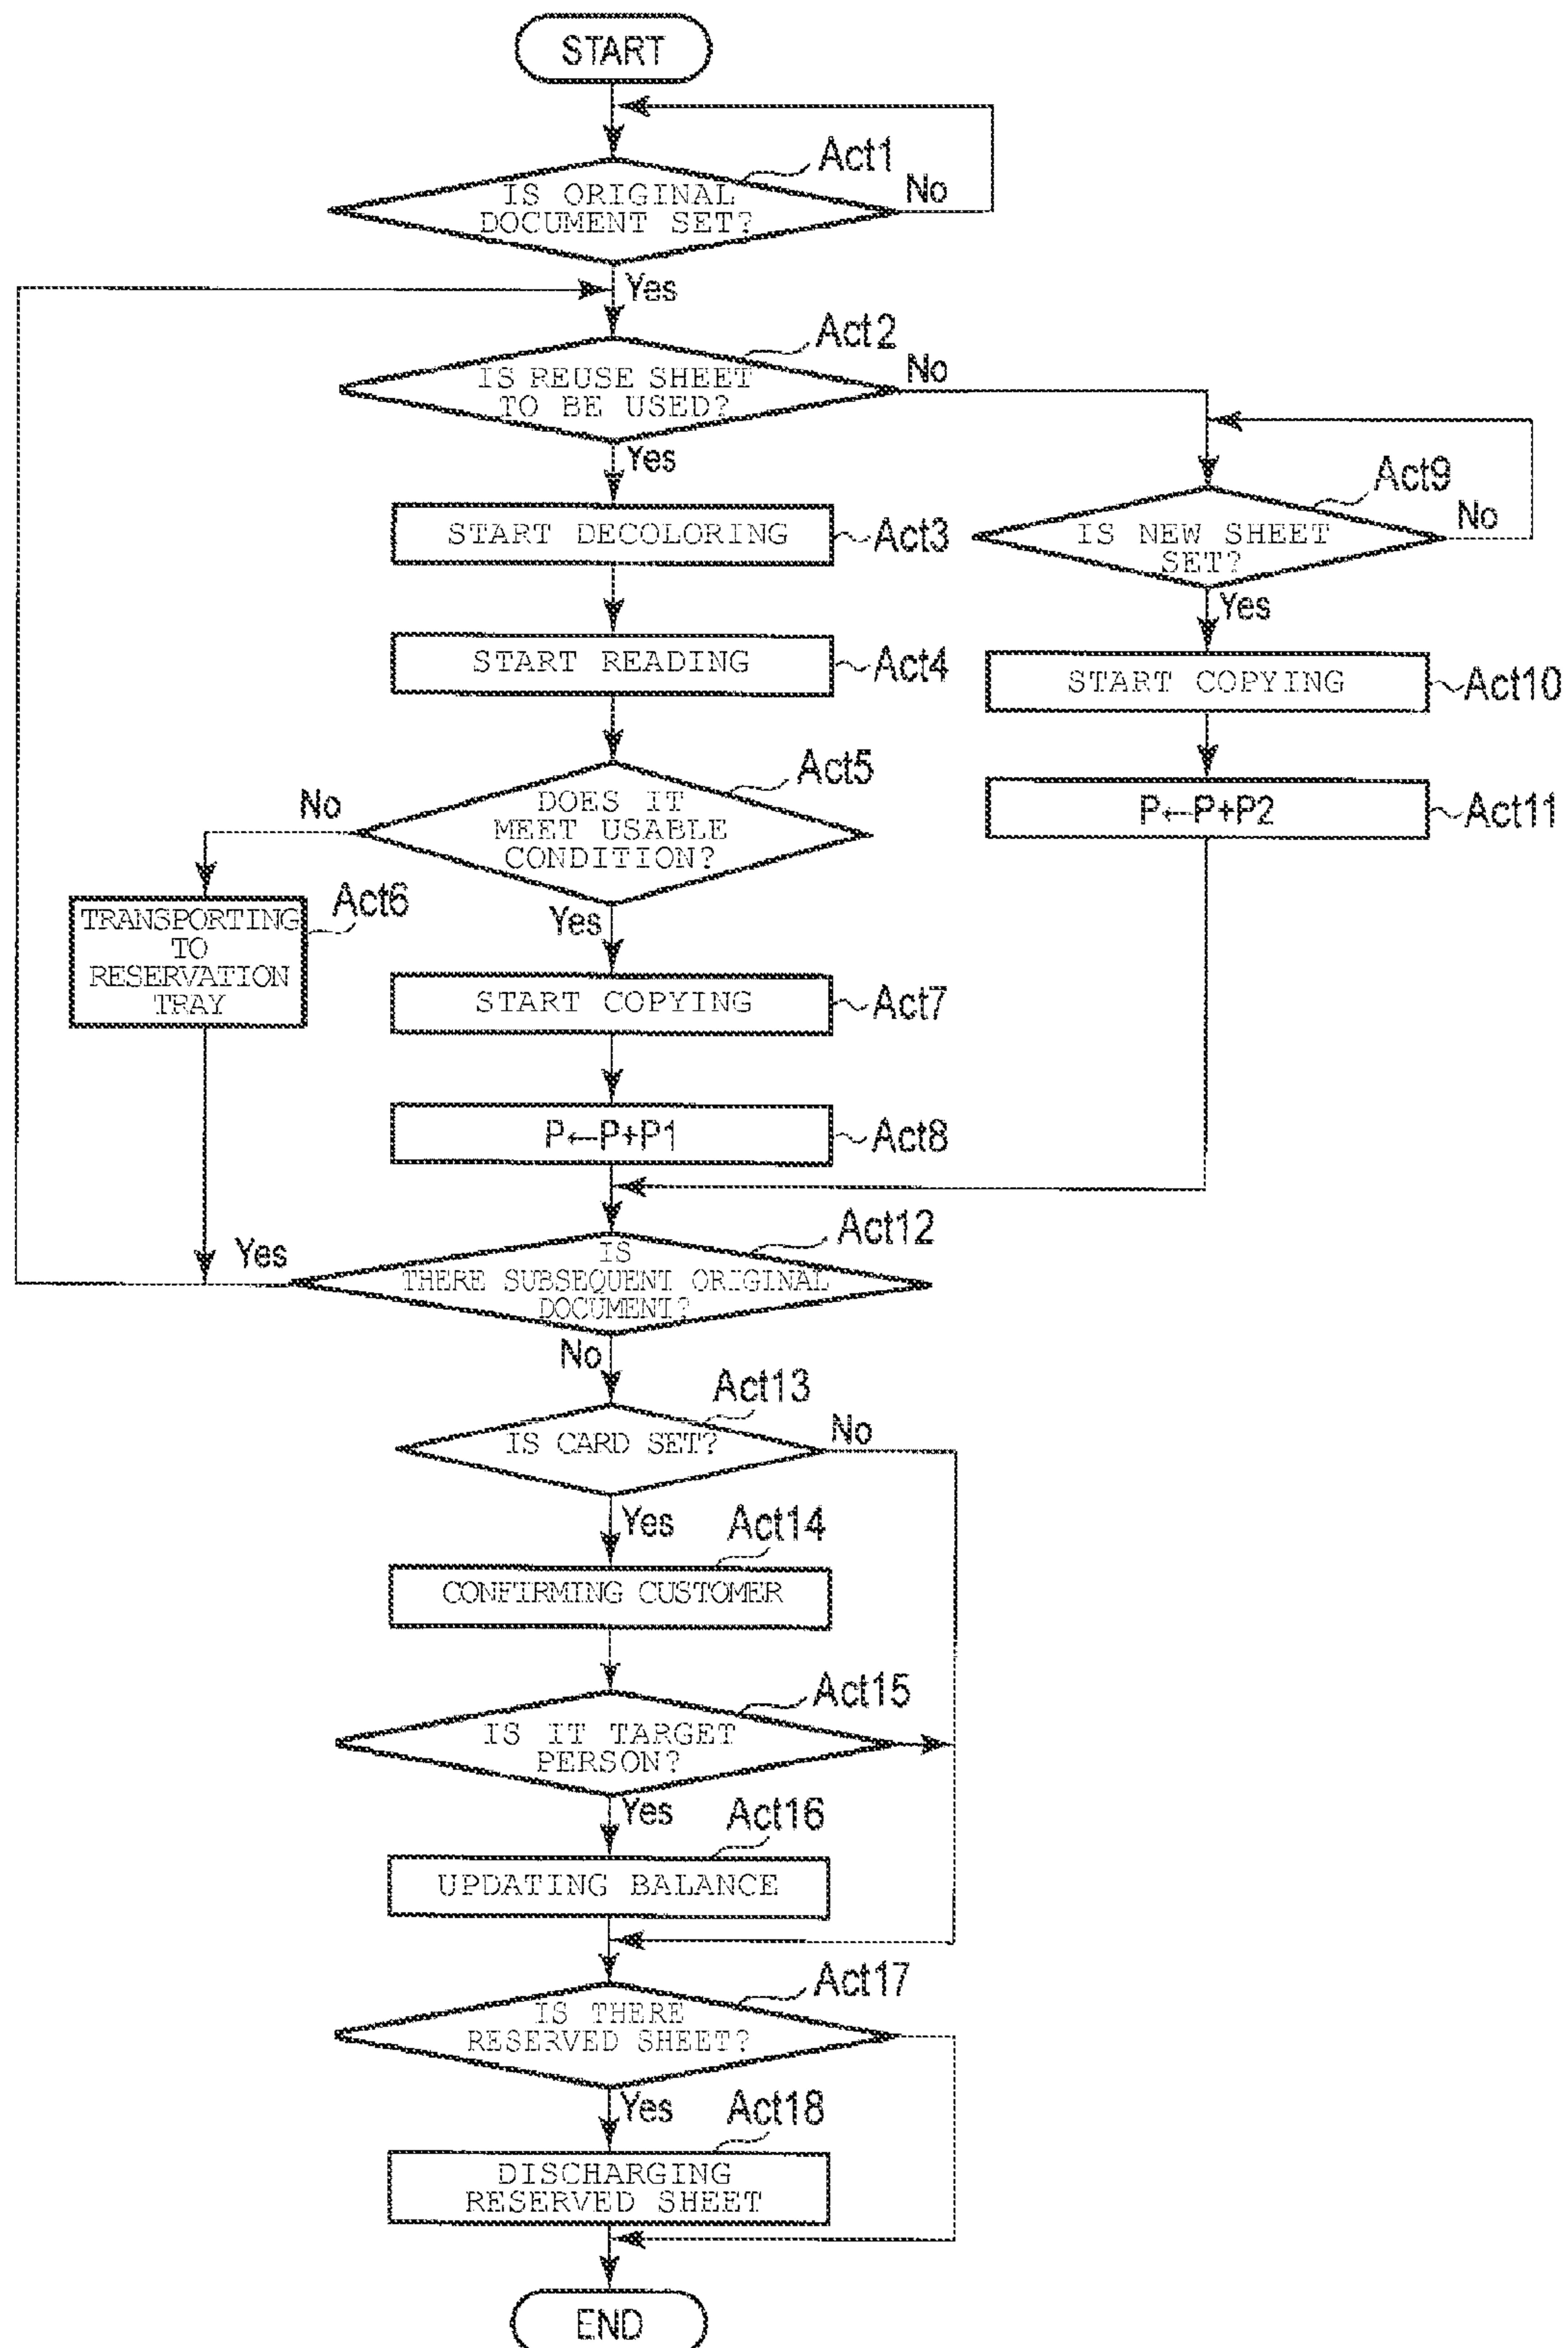 START
Act1
IS ORIGINAL
DOCUMENT SET?
No
Yes
Act2
IS REUSE SHEET
TO BE USED?
No
Yes
Act9
IS NEW SHEET
SET?
No
Yes
START DECOLORING
Act3
START READING
Act4
START COPYING
Act10
Act5
DOES IT
MEET USABLE
CONDITION?
No
P←P+P2
Act11
Act6
TRANSPORTING
TO
RESERVATION
TRAY
Yes
START COPYING
Act7
P←P+P1
Act8
Act12
Yes
IS
THERE SUBSEQUENT ORIGINAL
DOCUMENT?
No
Act13
IS CARD SET?
No
Yes
Act14
CONFIRMING CUSTOMER
Act15
IS IT TARGET
PERSON?
Yes
Act16
UPDATING BALANCE
Act17
IS THERE
RESERVED SHEET?
Yes
Act18
DISCHARGING
RESERVED SHEET
END